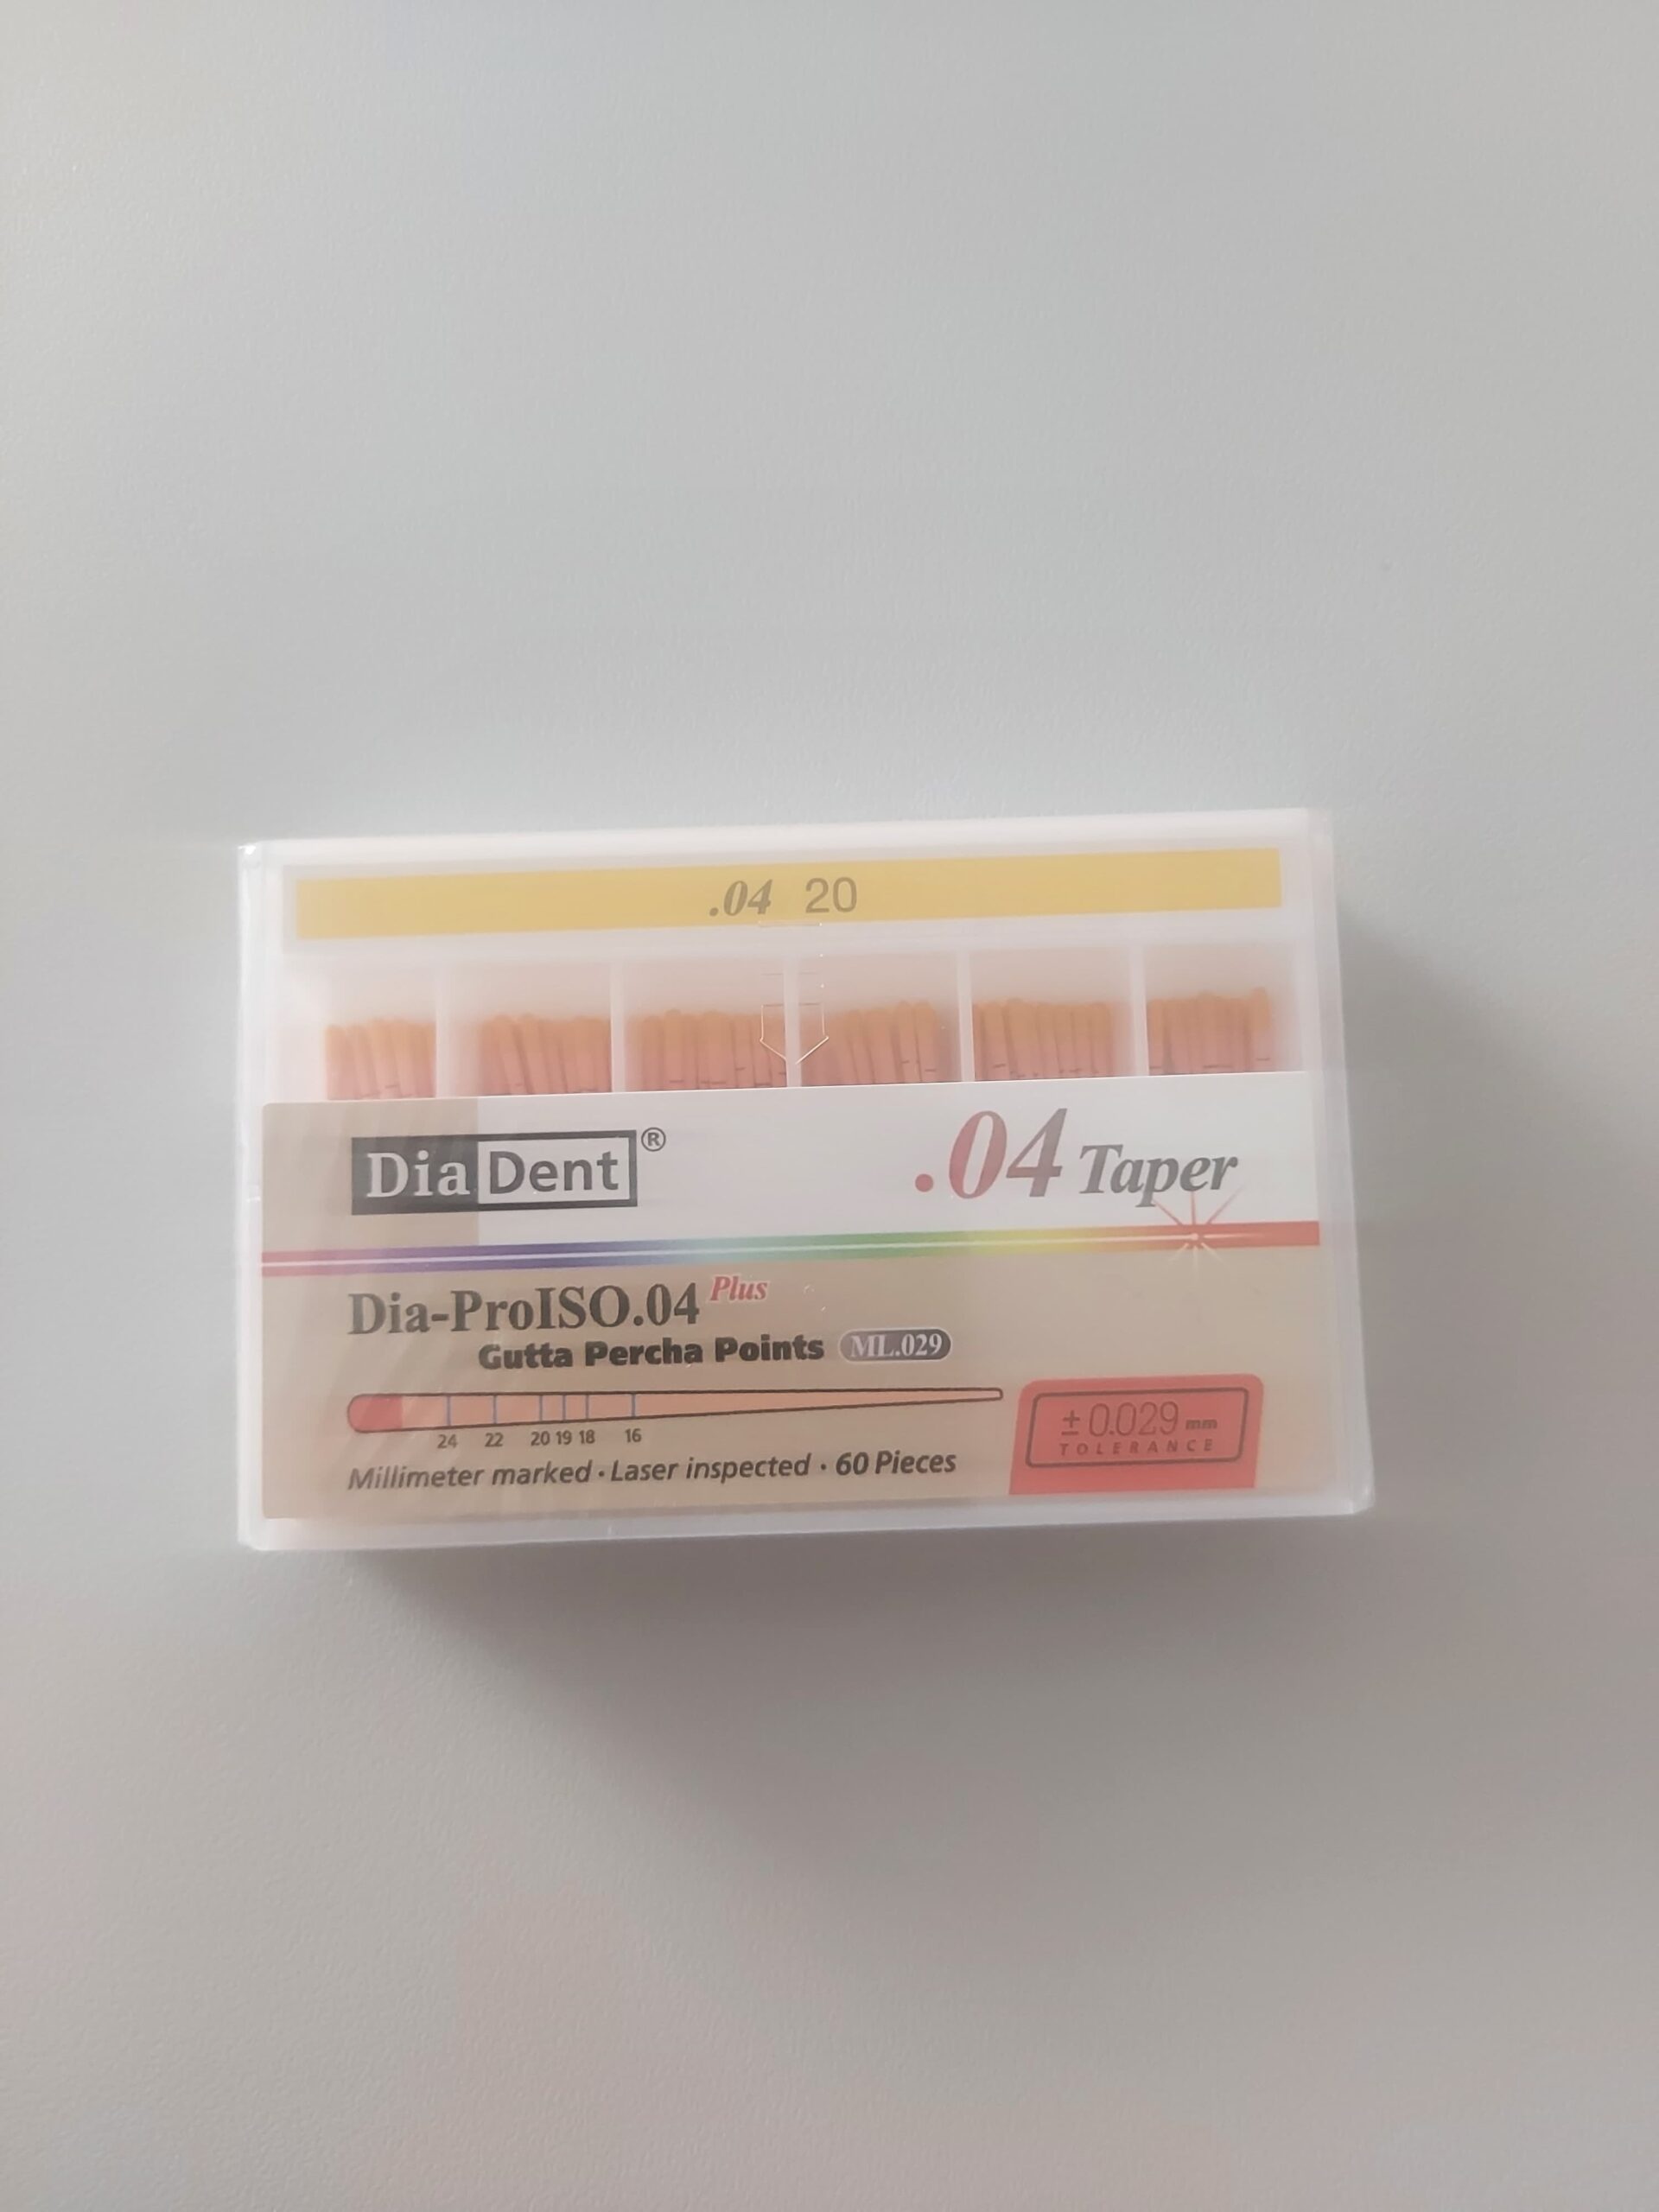 .04 20
DiaDent®
.04 Taper
Dia-ProISO.04 Plus
Gutta Percha Points ML.029
24 22 20 19 18 16
± 0.029 mm
TOLERANCE
Millimeter marked · Laser inspected · 60 Pieces